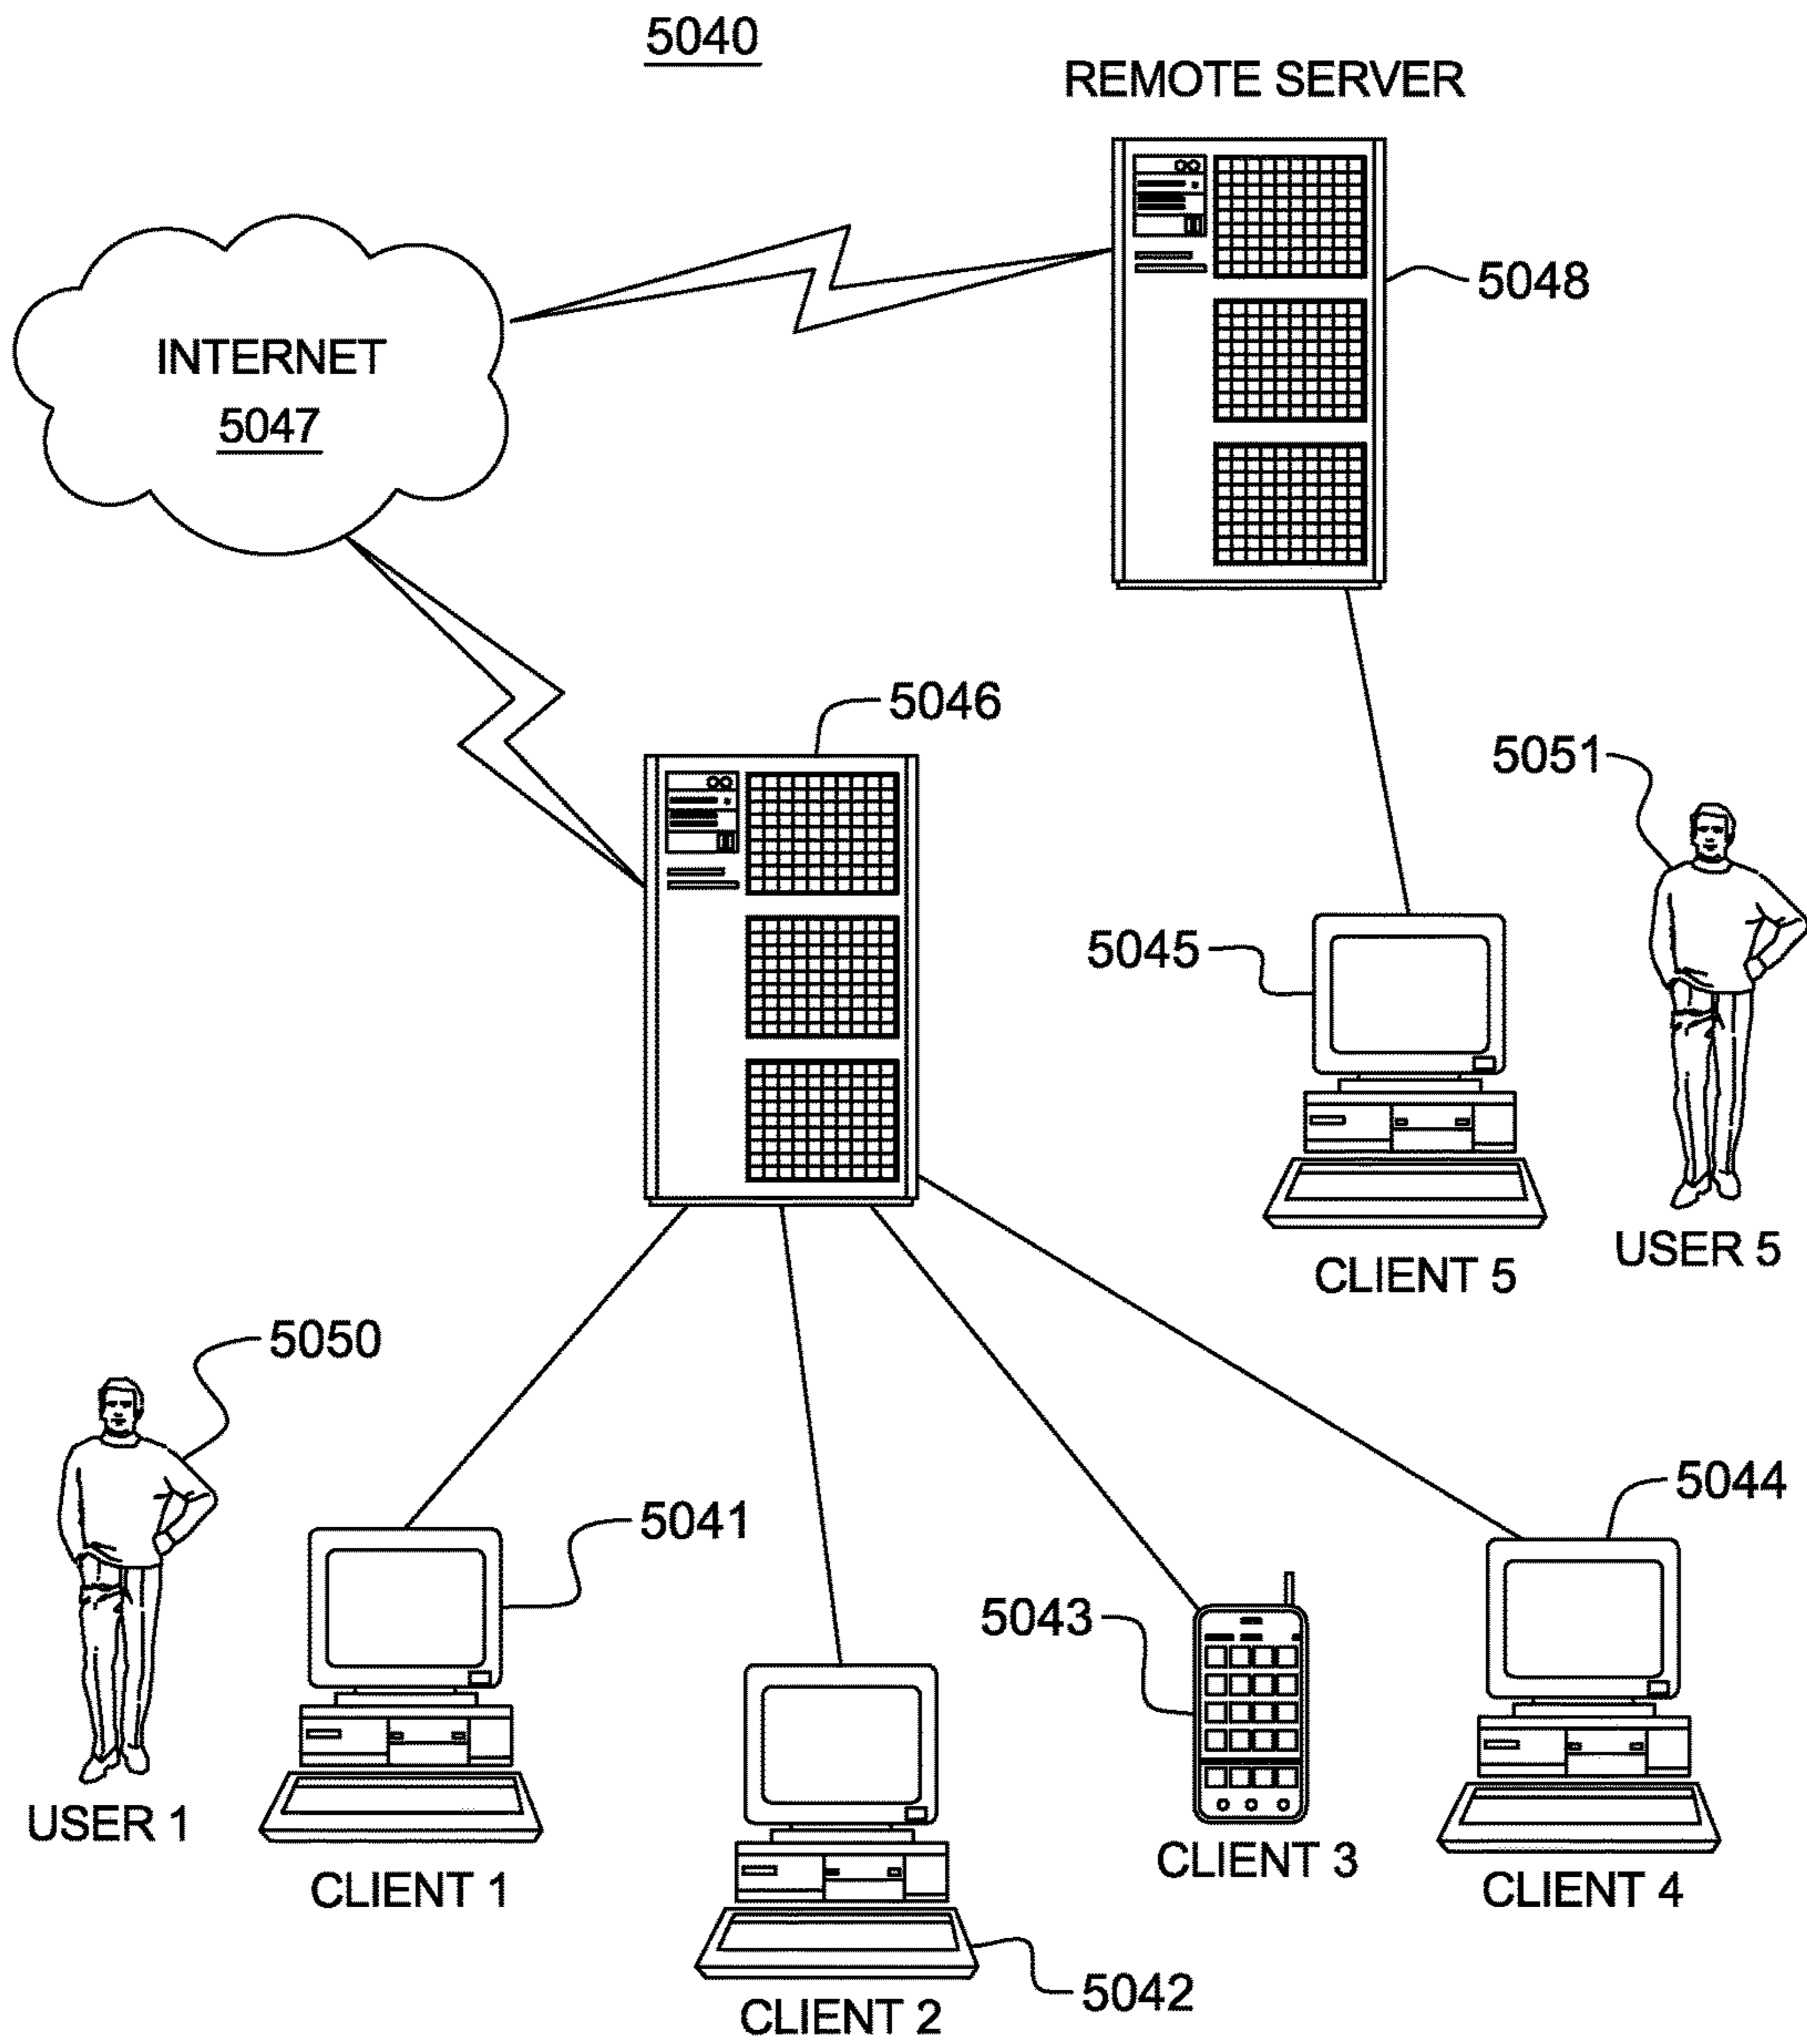 5040
REMOTE SERVER
5048
INTERNET
5047
5046
5051
5045
USER 5
CLIENT 5
5050
5044
5041
5043
USER 1
CLIENT 1
CLIENT 3
CLIENT 4
5042
CLIENT 2